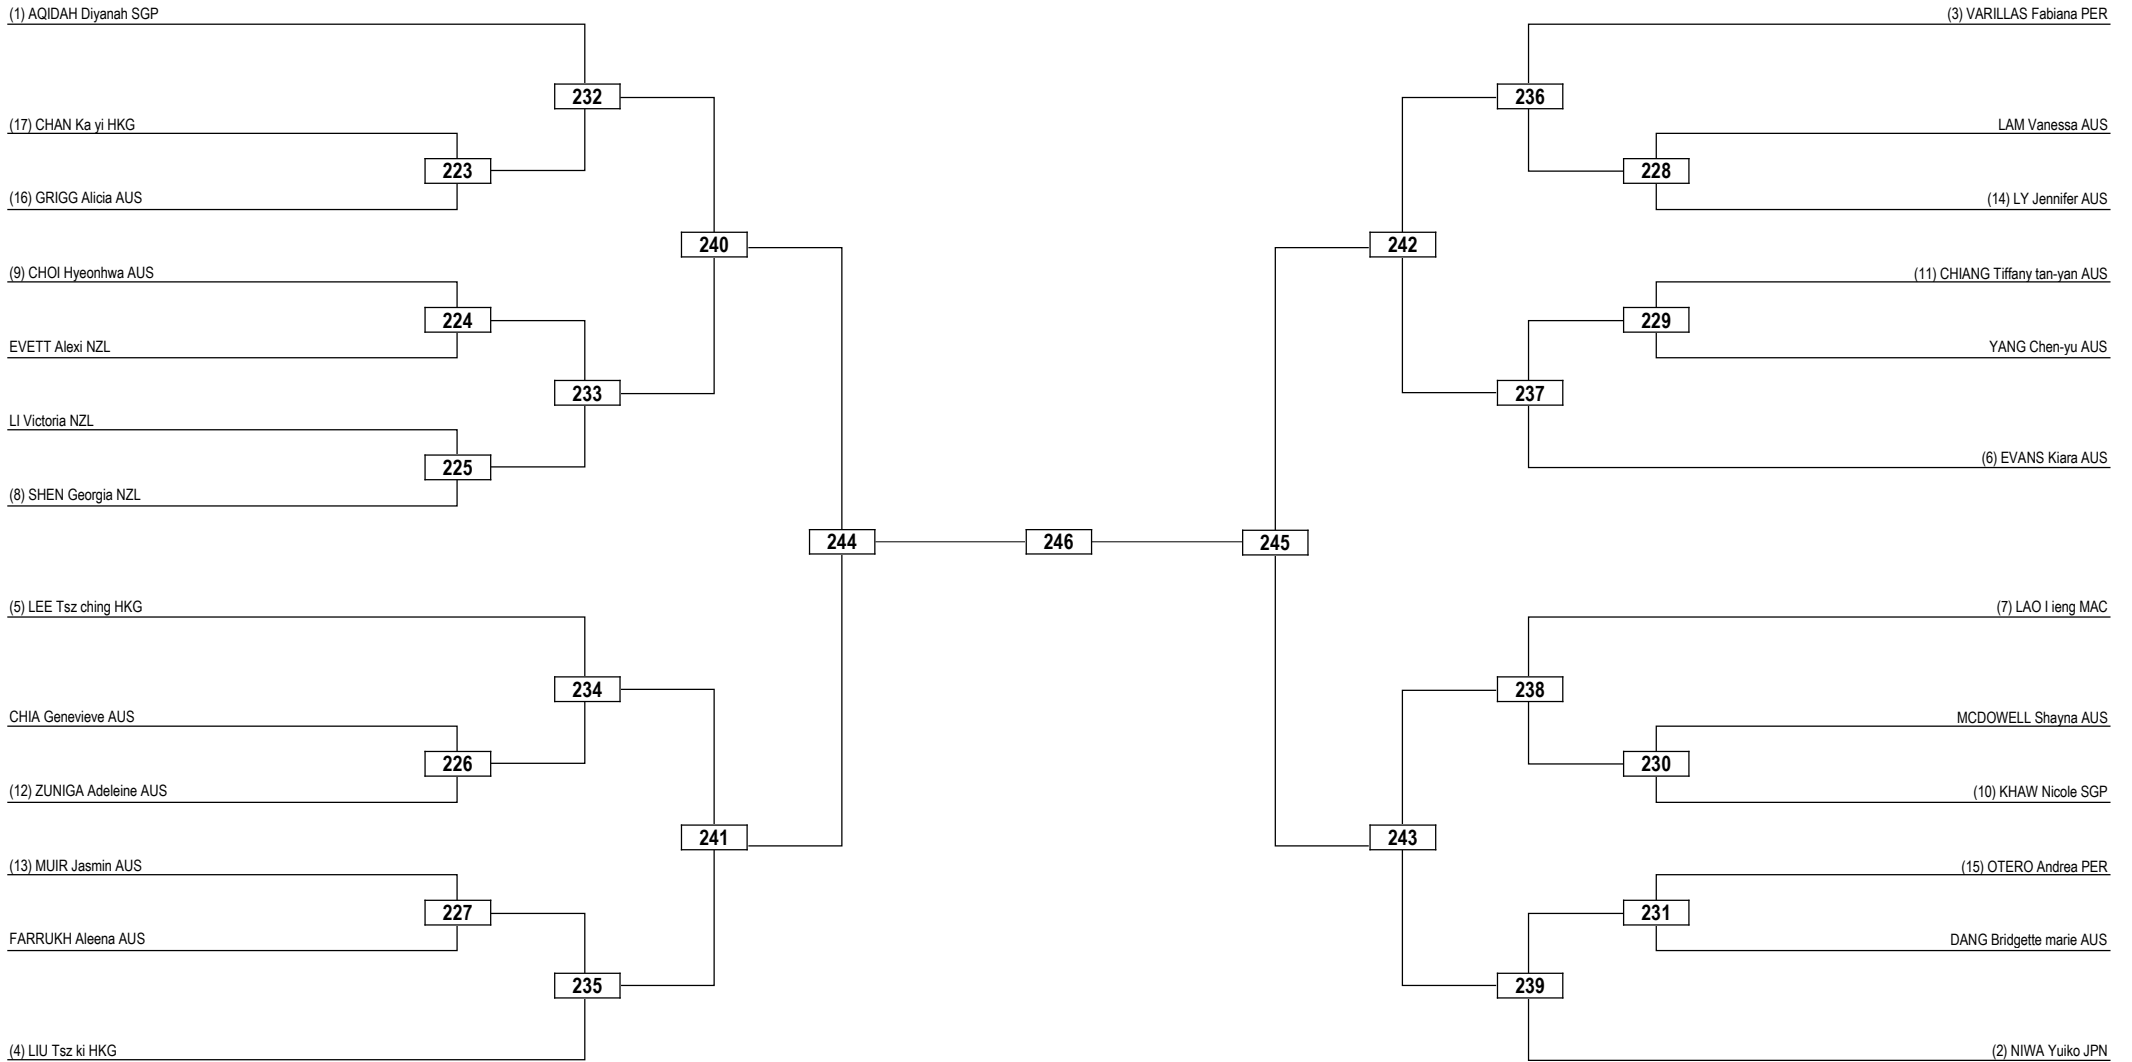 (1) AQIDAH Diyanah SGP
(3) VARILLAS Fabiana PER
232
236
(17) CHAN Ka yi HKG
LAM Vanessa AUS
223
228
(16) GRIGG Alicia AUS
(14) LY Jennifer AUS
240
242
(9) CHOI Hyeonhwa AUS
(11) CHIANG Tiffany tan-yan AUS
224
229
EVETT Alexi NZL
YANG Chen-yu AUS
233
237
LI Victoria NZL
225
(6) EVANS Kiara AUS
(8) SHEN Georgia NZL
244
246
245
(5) LEE Tsz ching HKG
(7) LAO I ieng MAC
234
238
CHIA Genevieve AUS
MCDOWELL Shayna AUS
226
230
(12) ZUNIGA Adeleine AUS
(10) KHAW Nicole SGP
241
243
(13) MUIR Jasmin AUS
(15) OTERO Andrea PER
227
231
FARRUKH Aleena AUS
DANG Bridgette marie AUS
235
239
(4) LIU Tsz ki HKG
(2) NIWA Yuiko JPN